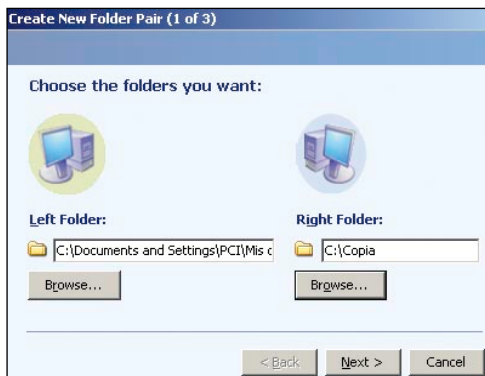 Create New Folder Pair (1 of 3)
Choose the folders you want:
Left Folder:
Right Folder:
C:\Documents and Settings\PCI\Mis
C:\Copia
Browse...
Browse...
< Back
Next >
Cancel